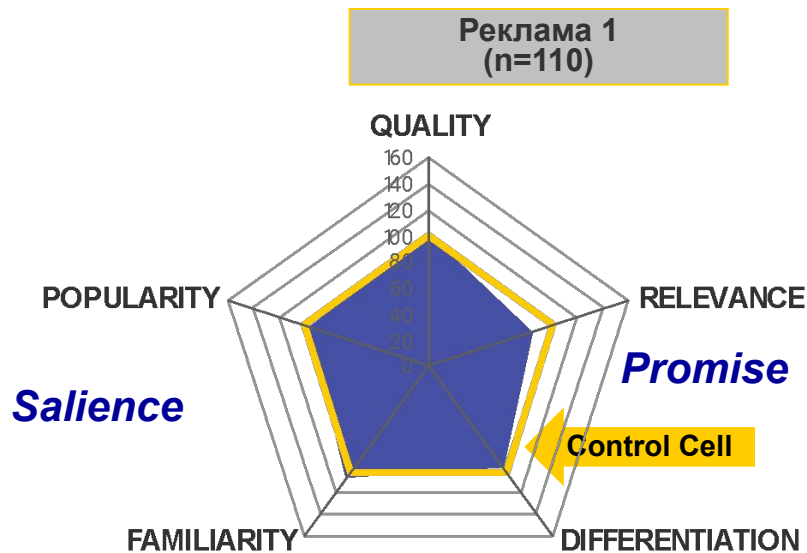 Реклама 1
(n=110)
QUALITY
160
140
120
100
80
60
40
20
0
POPULARITY
RELEVANCE
Salience
Promise
Control Cell
FAMILIARITY
DIFFERENTIATION